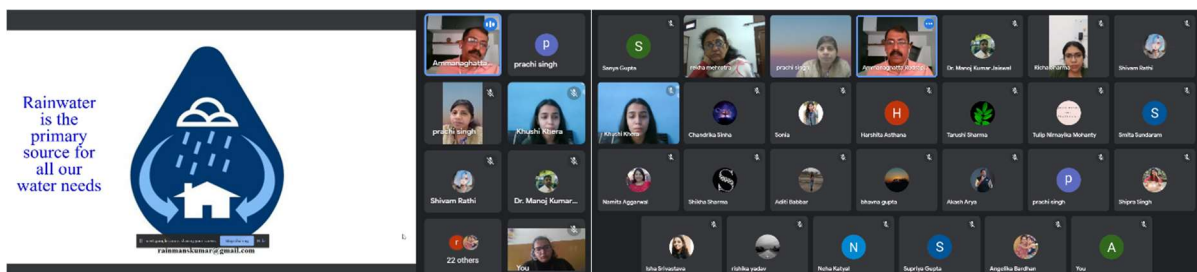 Rainwater
is the
primary
source for
all our
water needs
rainmanskumar@gmail.com
Ammanaghatta...
prachi singh
prachi singh
Khushi Khera
Shivam Rathi
Dr. Manoj Kumar...
22 others
You
Sanya Gupta
prachi singh
Dr. Manoj Kumar Jaiswal
Richa Sharma
Shivam Rathi
Khushi Khera
Chandrika Sinha
Sonia
Harshita Asthana
Tarushi Sharma
Tulip Nirmayika Mohanty
Smita Sundaram
Namita Aggarwal
Shikha Sharma
Aditi Babbar
bhavna gupta
Akash Arya
prachi singh
Shipra Singh
Isha Srivastava
rishika yadav
Neha Katyal
Supriya Gupta
Angelika Bardhan
You